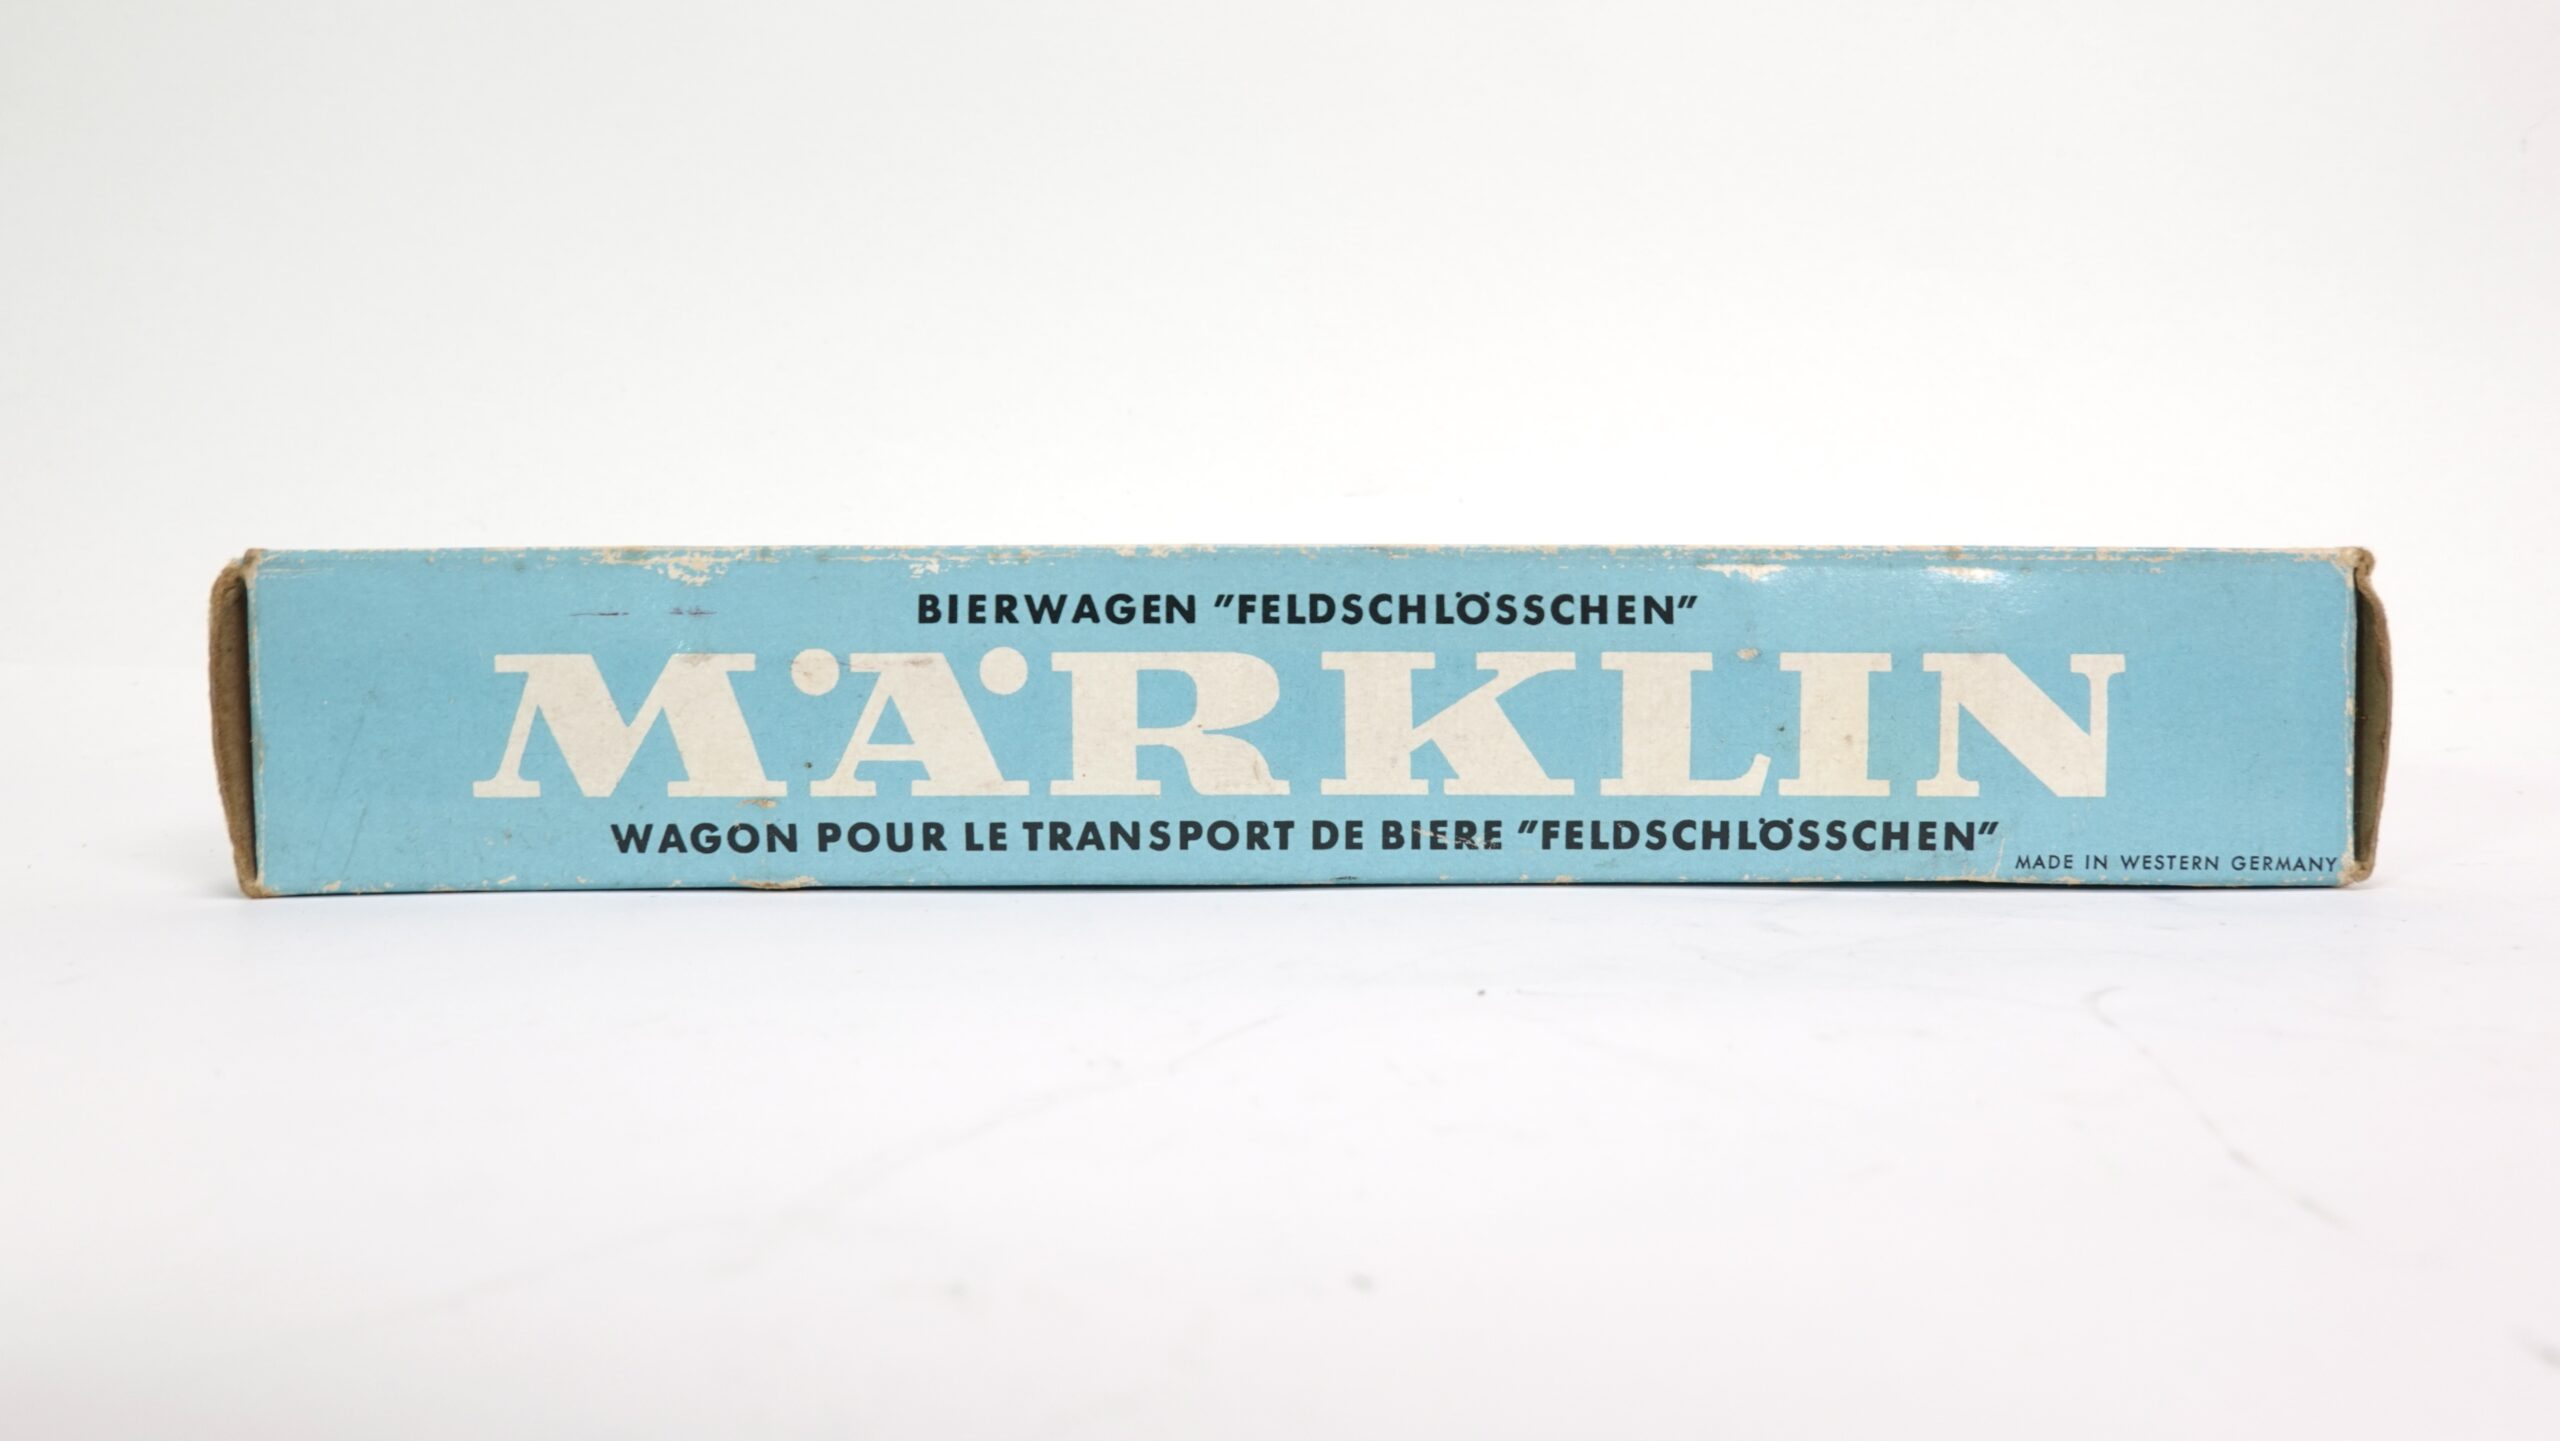 BIERWAGEN "FELDSCHLÖSSCHEN"
MÄRKLIN
WAGON POUR LE TRANSPORT DE BIERE "FELDSCHLÖSSCHEN"
MADE IN WESTERN GERMANY